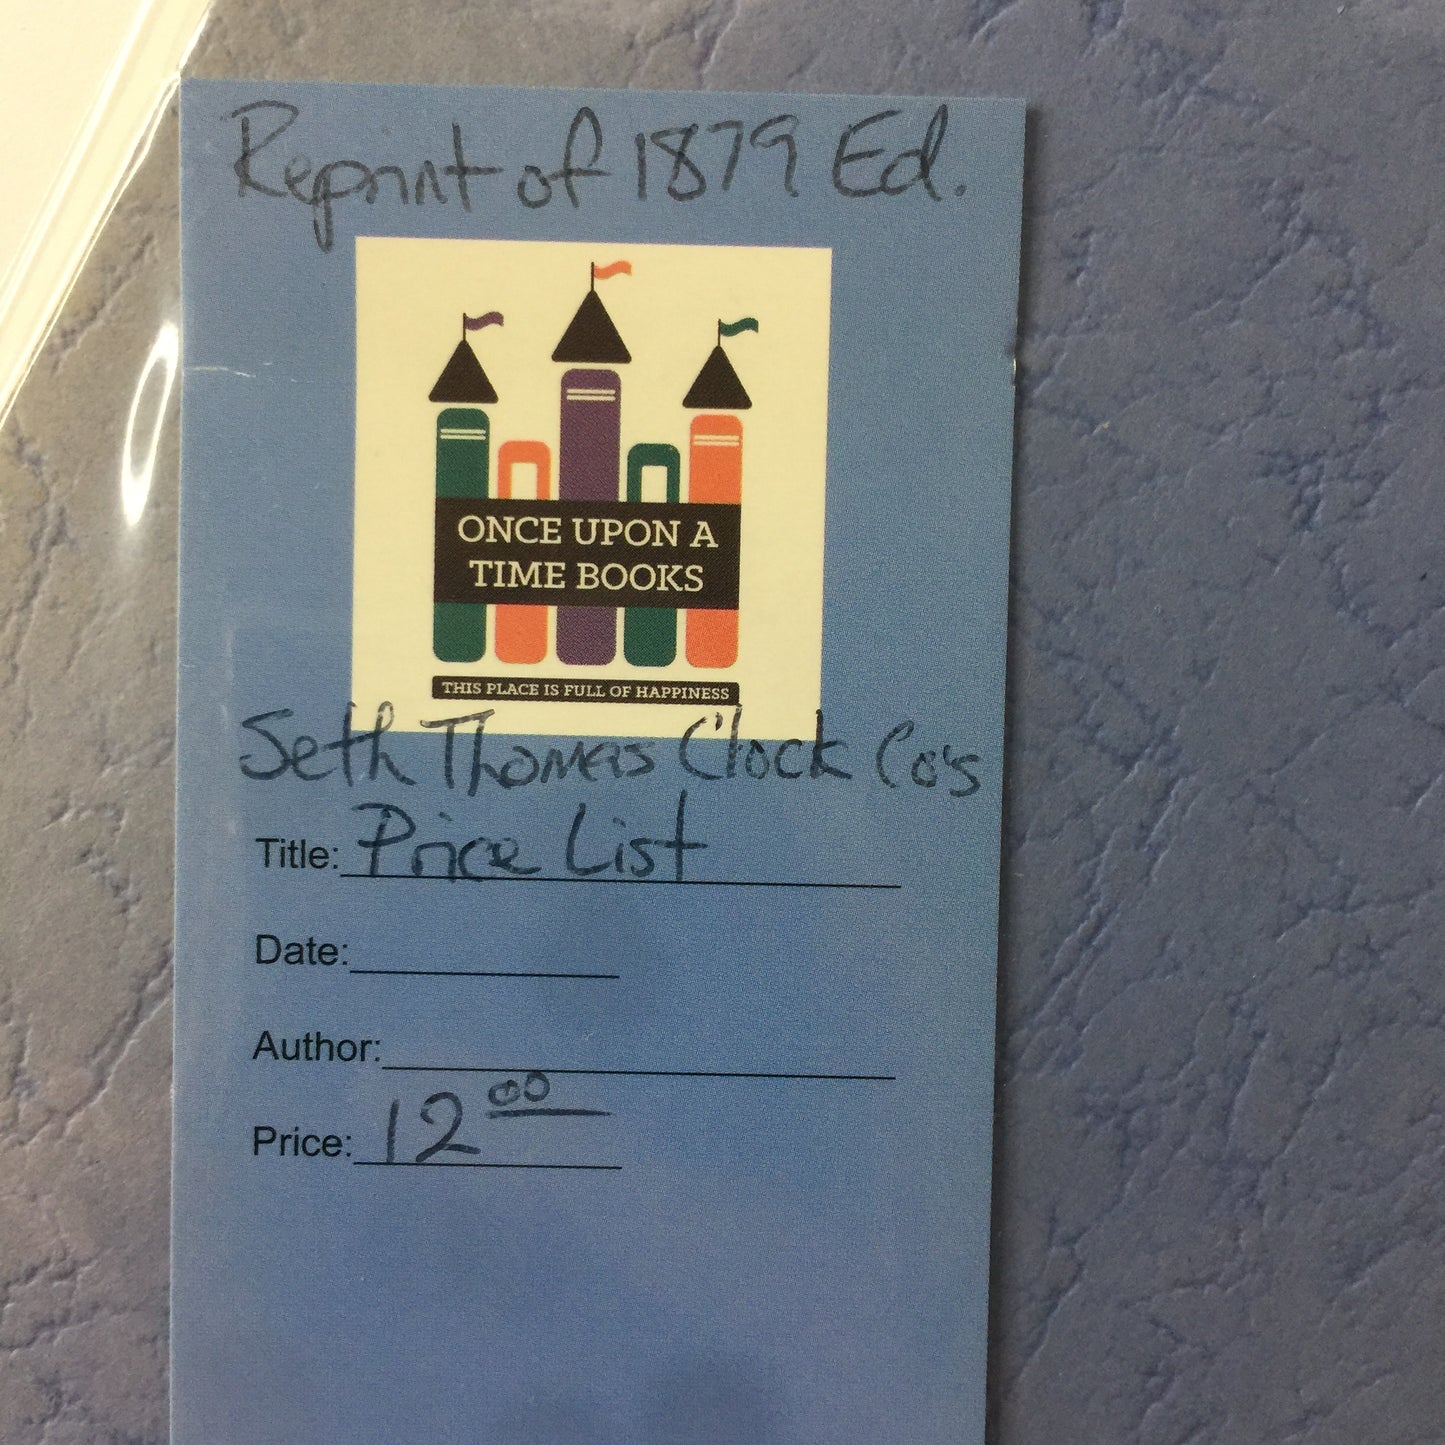 Reprint of 1879 Ed.
ONCE UPON A
TIME BOOKS
THIS PLACE IS FULL OF HAPPINESS
Seth Thomas Clock Co's
Title: Price List
Date:
Author:
Price: 12 00